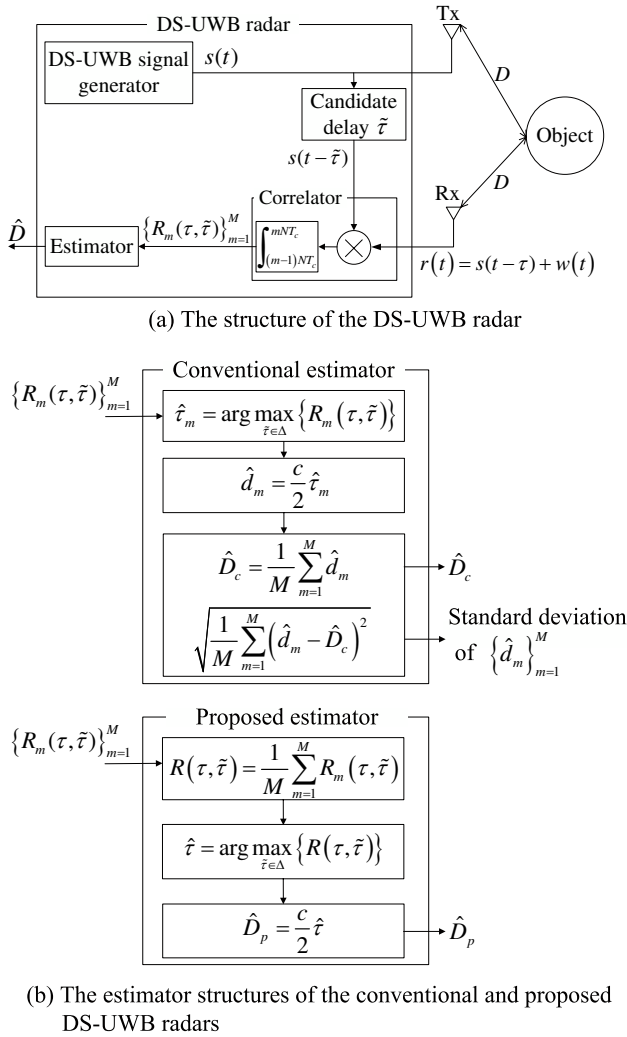 DS-UWB radar
Tx
DS-UWB signal generator
s(t)
D
Candidate delay τ̃
Object
s(t−τ̃)
D
Correlator
Rx
D̂
Estimator
{R_m(τ,τ̃)}_{m=1}^{M}
∫_{(m−1)NT_c}^{mNT_c}
×
r(t) = s(t−τ) + w(t)
(a) The structure of the DS-UWB radar
Conventional estimator
{R_m(τ,τ̃)}_{m=1}^{M}
τ̂_m = arg max_{τ̃∈Δ} {R_m(τ,τ̃)}
d̂_m = c/2 τ̂_m
D̂_c = 1/M ∑_{m=1}^{M} d̂_m
D̂_c
√(1/M ∑_{m=1}^{M} (d̂_m − D̂_c)^2)
Standard deviation
of {d̂_m}_{m=1}^{M}
Proposed estimator
{R_m(τ,τ̃)}_{m=1}^{M}
R(τ,τ̃) = 1/M ∑_{m=1}^{M} R_m(τ,τ̃)
τ̂ = arg max_{τ̃∈Δ} {R(τ,τ̃)}
D̂_p = c/2 τ̂
D̂_p
(b) The estimator structures of the conventional and proposed
DS-UWB radars